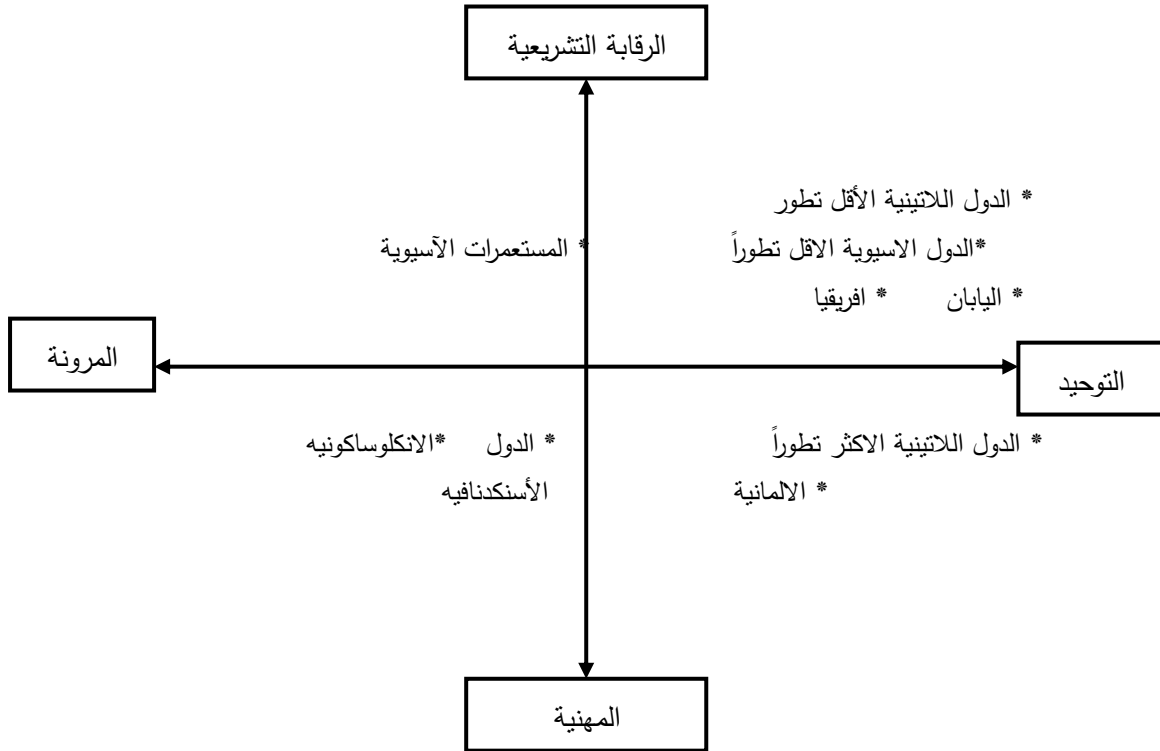 الرقابة التشريعية
* الدول اللاتينية الأقل تطور
*الدول الاسيوية الاقل تطوراً
* المستعمرات الآسيوية
* اليابان * افريقيا
المرونة
التوحيد
* الدول اللاتينية الاكثر تطوراً
* الدول *الانكلوساكونيه
* الالمانية
الأسنكدنافيه
المهنية